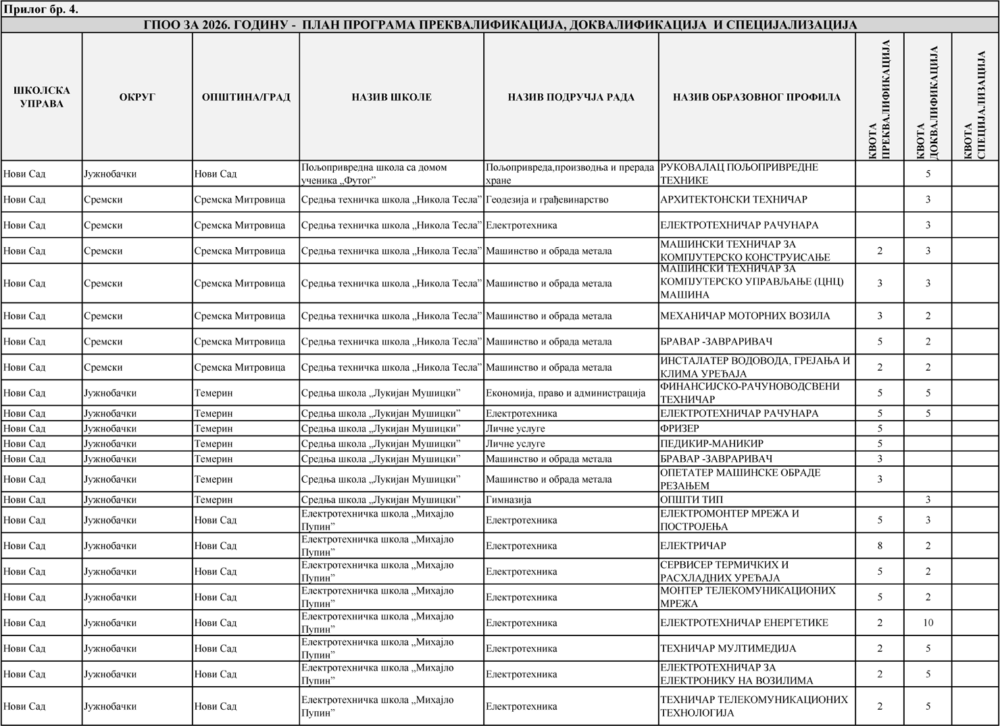 Прилог бр. 4.
ГПОО ЗА 2026. ГОДИНУ - ПЛАН ПРОГРАМА ПРЕКВАЛИФИКАЦИЈА, ДОКВАЛИФИКАЦИЈА И СПЕЦИЈАЛИЗАЦИЈА
ШКОЛСКА УПРАВА ОКРУГ ОПШТИНА/ГРАД НАЗИВ ШКОЛЕ НАЗИВ ПОДРУЧЈА РАДА НАЗИВ ОБРАЗОВНОГ ПРОФИЛА КВОТА ПРЕКВАЛИФИКАЦИЈА КВОТА ДОКВАЛИФИКАЦИЈА КВОТА СПЕЦИЈАЛИЗАЦИЈА
Нови Сад Јужнобачки Нови Сад Пољопривредна школа са домом ученика „Футог” Пољопривреда,производња и прерада хране РУКОВАЛАЦ ПОЉОПРИВРЕДНЕ ТЕХНИКЕ 5
Нови Сад Сремски Сремска Митровица Средња техничка школа „Никола Тесла” Геодезија и грађевинарство АРХИТЕКТОНСКИ ТЕХНИЧАР 3
Нови Сад Сремски Сремска Митровица Средња техничка школа „Никола Тесла” Електротехника ЕЛЕКТРОТЕХНИЧАР РАЧУНАРА 3
Нови Сад Сремски Сремска Митровица Средња техничка школа „Никола Тесла” Машинство и обрада метала МАШИНСКИ ТЕХНИЧАР ЗА КОМПЈУТЕРСКО КОНСТРУИСАЊЕ 2 3
Нови Сад Сремски Сремска Митровица Средња техничка школа „Никола Тесла” Машинство и обрада метала МАШИНСКИ ТЕХНИЧАР ЗА КОМПЈУТЕРСКО УПРАВЉАЊЕ (ЦНЦ) МАШИНА 3 3
Нови Сад Сремски Сремска Митровица Средња техничка школа „Никола Тесла” Машинство и обрада метала МЕХАНИЧАР МОТОРНИХ ВОЗИЛА 3 2
Нови Сад Сремски Сремска Митровица Средња техничка школа „Никола Тесла” Машинство и обрада метала БРАВАР -ЗАВРАРИВАЧ 5 2
Нови Сад Сремски Сремска Митровица Средња техничка школа „Никола Тесла” Машинство и обрада метала ИНСТАЛАТЕР ВОДОВОДА, ГРЕЈАЊА И КЛИМА УРЕЂАЈА 2 2
Нови Сад Јужнобачки Темерин Средња школа „Лукијан Мушицки” Економија, право и администрација ФИНАНСИЈСКО-РАЧУНОВОДСВЕНИ ТЕХНИЧАР 5 5
Нови Сад Јужнобачки Темерин Средња школа „Лукијан Мушицки” Електротехника ЕЛЕКТРОТЕХНИЧАР РАЧУНАРА 5 5
Нови Сад Јужнобачки Темерин Средња школа „Лукијан Мушицки” Личне услуге ФРИЗЕР 5
Нови Сад Јужнобачки Темерин Средња школа „Лукијан Мушицки” Личне услуге ПЕДИКИР-МАНИКИР 5
Нови Сад Јужнобачки Темерин Средња школа „Лукијан Мушицки” Машинство и обрада метала БРАВАР -ЗАВРАРИВАЧ 3
Нови Сад Јужнобачки Темерин Средња школа „Лукијан Мушицки” Машинство и обрада метала ОПЕТАТЕР МАШИНСКЕ ОБРАДЕ РЕЗАЊЕМ 3
Нови Сад Јужнобачки Темерин Средња школа „Лукијан Мушицки” Гимназија ОПШТИ ТИП 3
Нови Сад Јужнобачки Нови Сад Електротехничка школа „Михајло Пупин” Електротехника ЕЛЕКТРОМОНТЕР МРЕЖА И ПОСТРОЈЕЊА 5 3
Нови Сад Јужнобачки Нови Сад Електротехничка школа „Михајло Пупин” Електротехника ЕЛЕКТРИЧАР 8 2
Нови Сад Јужнобачки Нови Сад Електротехничка школа „Михајло Пупин” Електротехника СЕРВИСЕР ТЕРМИЧКИХ И РАСХЛАДНИХ УРЕЂАЈА 5 2
Нови Сад Јужнобачки Нови Сад Електротехничка школа „Михајло Пупин” Електротехника МОНТЕР ТЕЛЕКОМУНИКАЦИОНИХ МРЕЖА 5 2
Нови Сад Јужнобачки Нови Сад Електротехничка школа „Михајло Пупин” Електротехника ЕЛЕКТРОТЕХНИЧАР ЕНЕРГЕТИКЕ 2 10
Нови Сад Јужнобачки Нови Сад Електротехничка школа „Михајло Пупин” Електротехника ТЕХНИЧАР МУЛТИМЕДИЈА 2 5
Нови Сад Јужнобачки Нови Сад Електротехничка школа „Михајло Пупин” Електротехника ЕЛЕКТРОТЕХНИЧАР ЗА ЕЛЕКТРОНИКУ НА ВОЗИЛИМА 2 5
Нови Сад Јужнобачки Нови Сад Електротехничка школа „Михајло Пупин” Електротехника ТЕХНИЧАР ТЕЛЕКОМУНИКАЦИОНИХ ТЕХНОЛОГИЈА 2 5